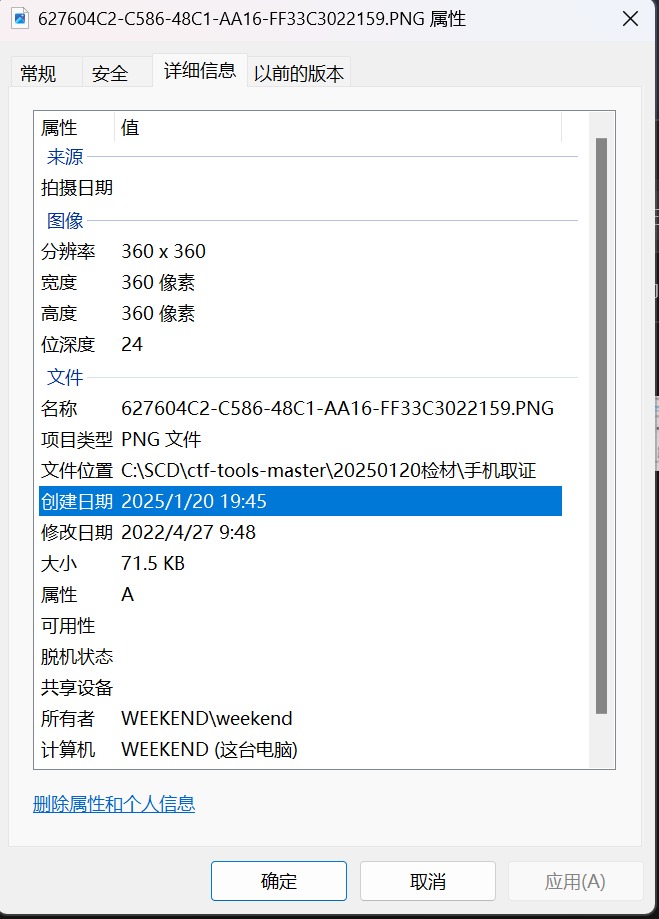 627604C2-C586-48C1-AA16-FF33C3022159.PNG 属性
常规 安全 详细信息 以前的版本
属性 值
来源
拍摄日期
图像
分辨率 360 x 360
宽度 360 像素
高度 360 像素
位深度 24
文件
名称 627604C2-C586-48C1-AA16-FF33C3022159.PNG
项目类型 PNG 文件
文件位置 C:\SCD\ctf-tools-master\20250120检材\手机取证
创建日期 2025/1/20 19:45
修改日期 2022/4/27 9:48
大小 71.5 KB
属性 A
可用性
脱机状态
共享设备
所有者 WEEKEND\weekend
计算机 WEEKEND (这台电脑)
删除属性和个人信息
确定 取消 应用(A)